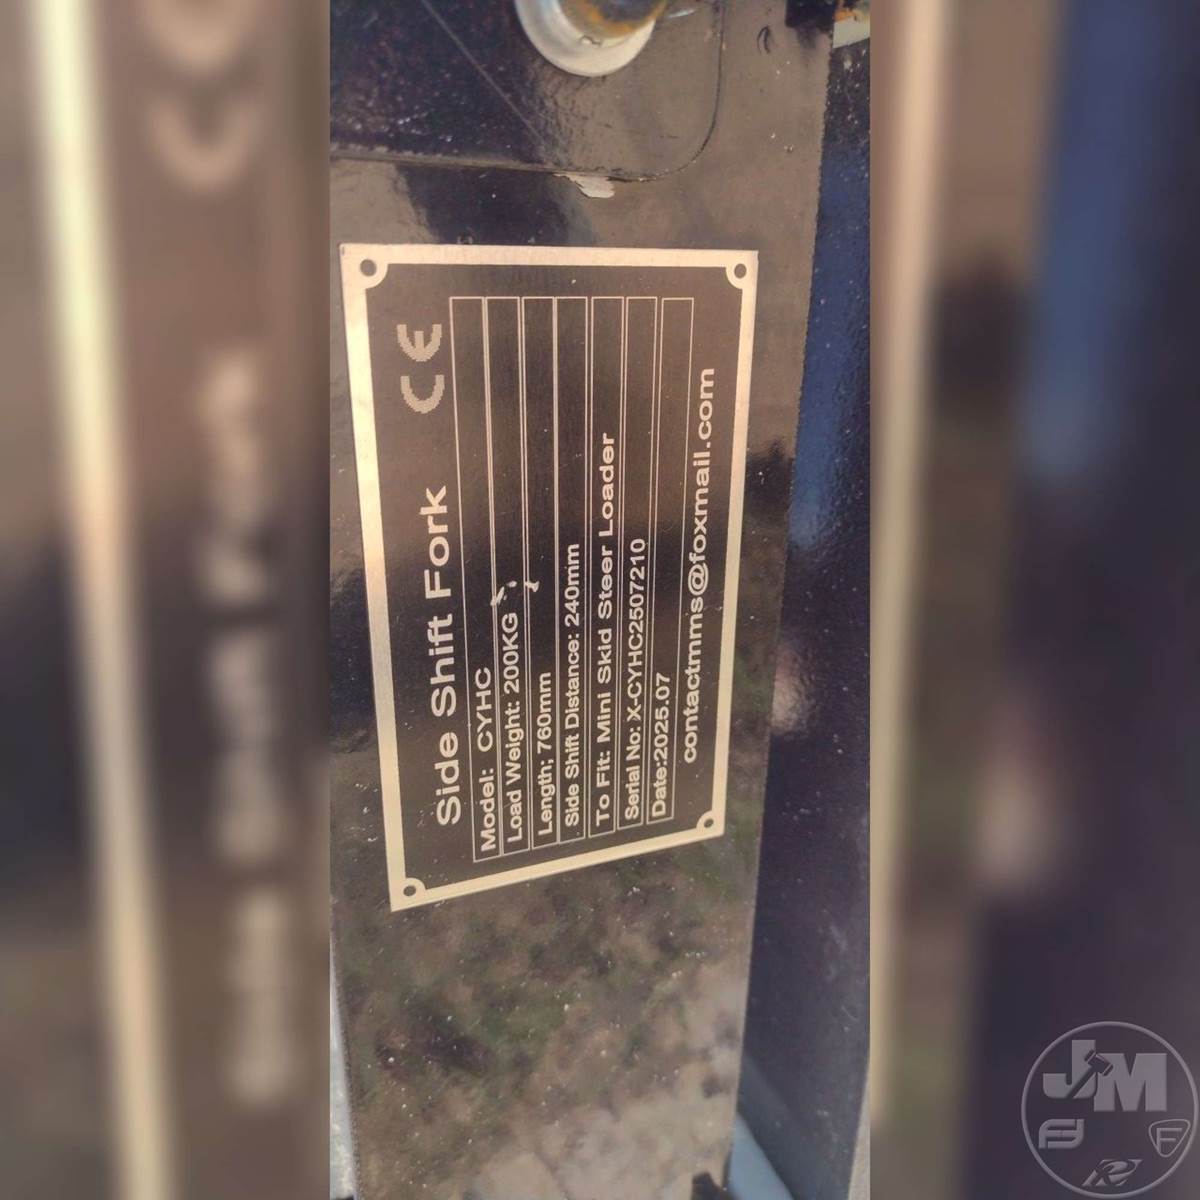 Side Shift Fork CE
Model: CYHC
Load Weight: 200KG
Length; 760mm
Side Shift Distance: 240mm
To Fit: Mini Skid Steer Loader
Serial No: X-CYHC2507210
Date:2025.07
contactmms@foxmail.com
JM